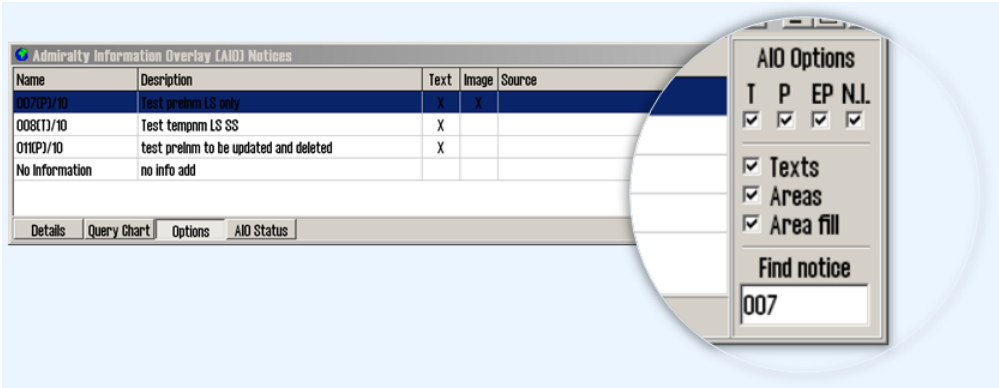 Admiralty Information Overlay (AIO) Notices
Name Desription Text Image Source
007(P)/10 Test prelnm LS only X X
008(T)/10 Test tempnm LS SS X
011(P)/10 test prelnm to be updated and deleted X
No Information no info add
Details Query Chart Options AIO Status
AIO Options
T P EP N.I.
Texts
Areas
Area fill
Find notice
007